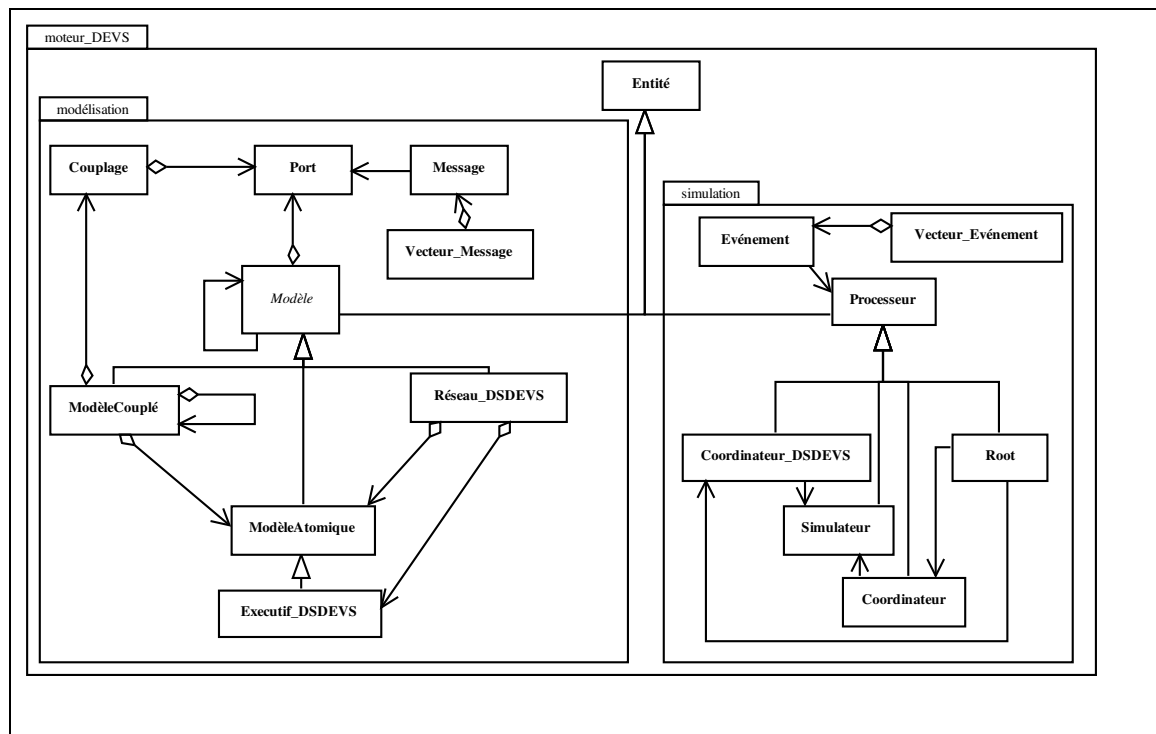 moteur_DEVS
Entité
modélisation
Couplage
Port
Message
simulation
Vecteur_Message
Evénement
Vecteur_Evénement
Modèle
Processeur
ModèleCouplé
Réseau_DSDEVS
Coordinateur_DSDEVS
Root
ModèleAtomique
Simulateur
Executif_DSDEVS
Coordinateur